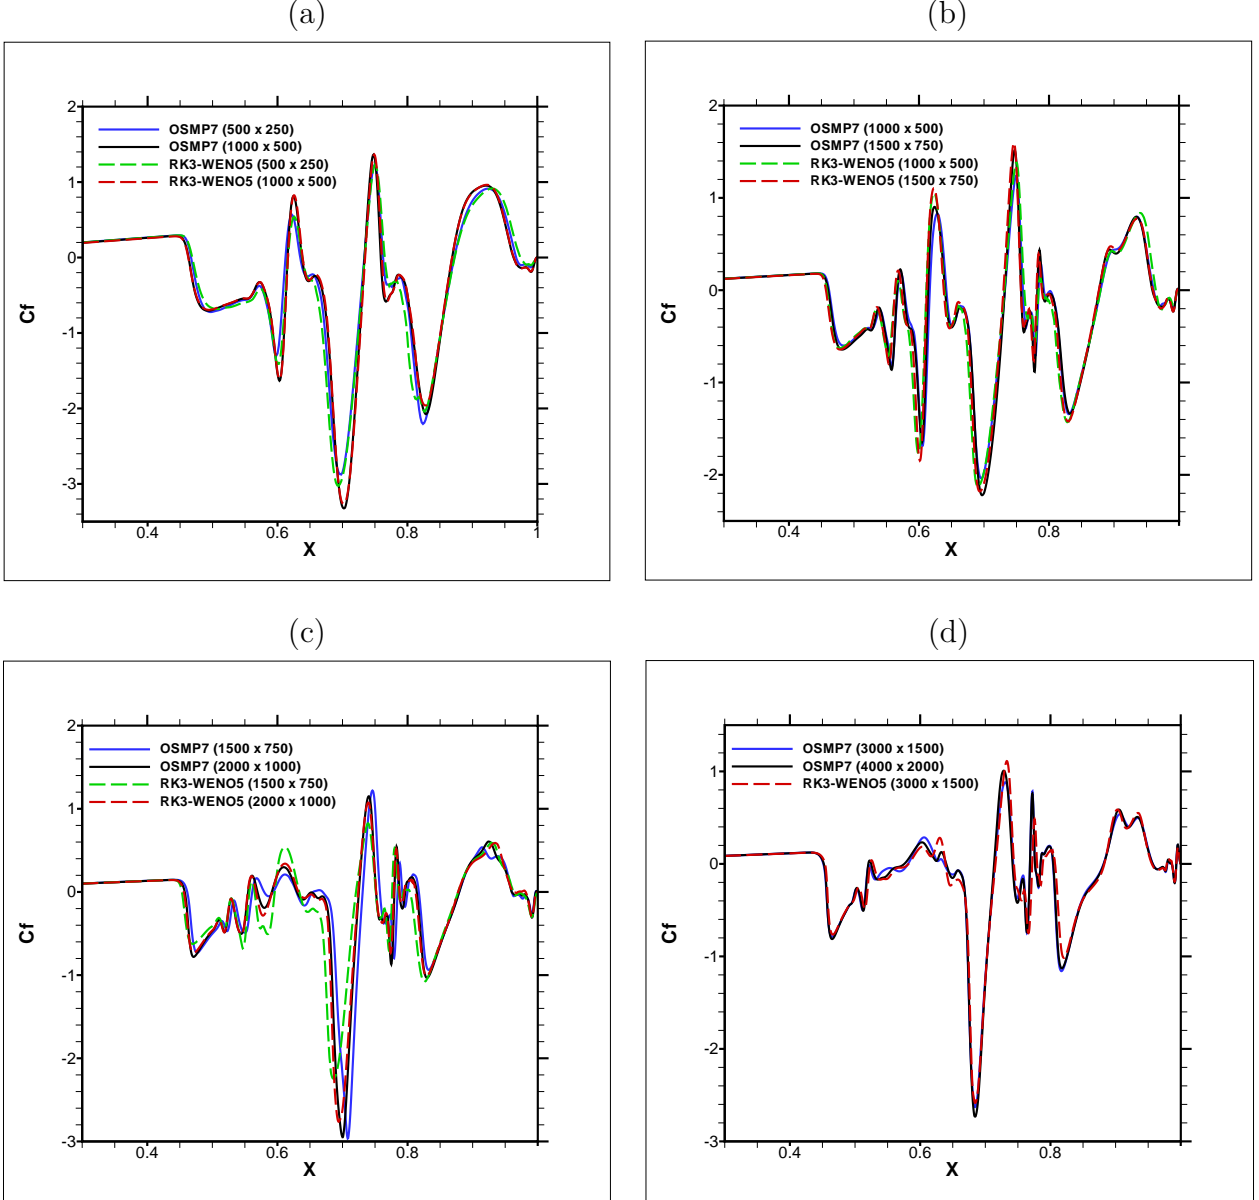 (a)
2
1
0
-1
-2
-3
Cf
OSMP7 (500 x 250)
OSMP7 (1000 x 500)
RK3-WENO5 (500 x 250)
RK3-WENO5 (1000 x 500)
0.4
0.6
0.8
1
X
(b)
2
1
0
-1
-2
Cf
OSMP7 (1000 x 500)
OSMP7 (1500 x 750)
RK3-WENO5 (1000 x 500)
RK3-WENO5 (1500 x 750)
0.4
0.6
0.8
X
(c)
2
1
0
-1
-2
-3
Cf
OSMP7 (1500 x 750)
OSMP7 (2000 x 1000)
RK3-WENO5 (1500 x 750)
RK3-WENO5 (2000 x 1000)
0.4
0.6
0.8
X
(d)
1
0
-1
-2
-3
Cf
OSMP7 (3000 x 1500)
OSMP7 (4000 x 2000)
RK3-WENO5 (3000 x 1500)
0.4
0.6
0.8
X